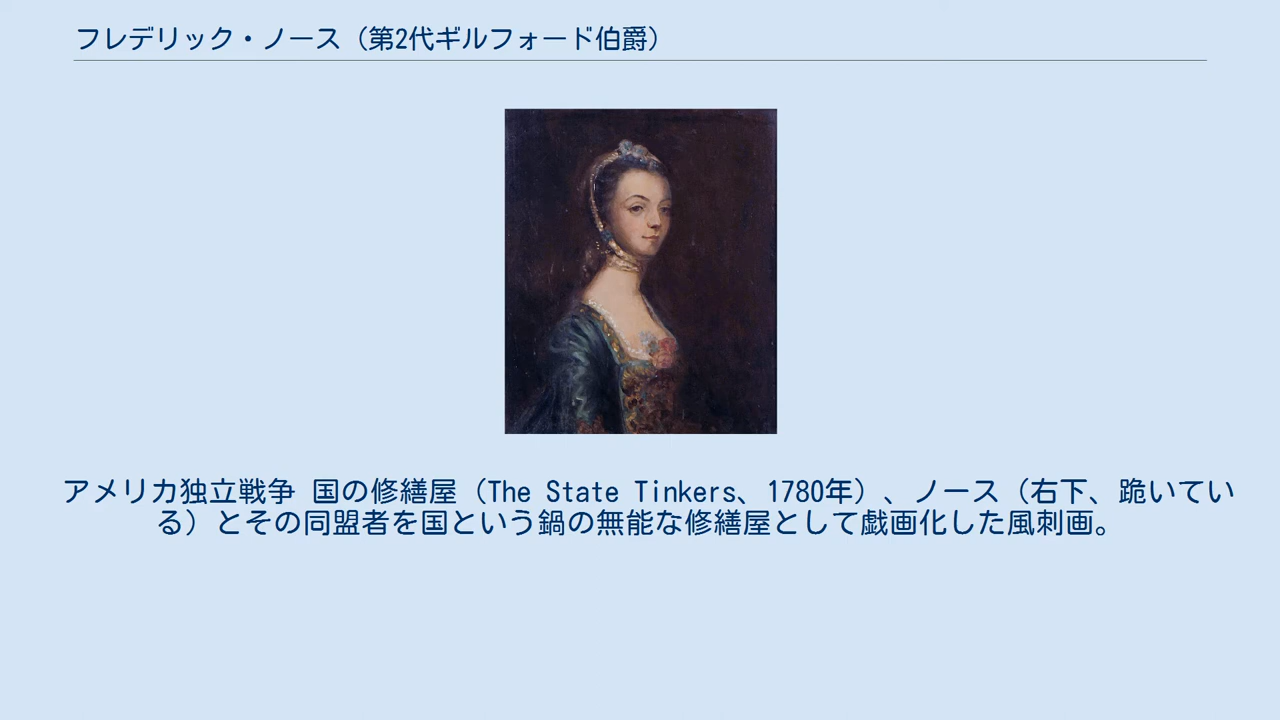 フレデリック・ノース（第2代ギルフォード伯爵）
アメリカ独立戦争 国の修繕屋（The State Tinkers、1780年）、ノース（右下、跪いてい
る）とその同盟者を国という鍋の無能な修繕屋として戯画化した風刺画。